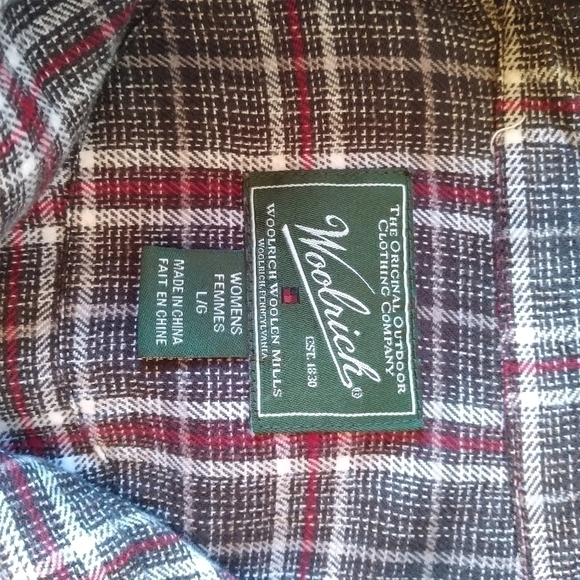 THE ORIGINAL OUTDOOR
CLOTHING COMPANY
Woolrich®
EST. 1830
WOOLRICH WOOLEN MILLS
WOOLRICH, PENNSYLVANIA
WOMENS
FEMMES
L/G
MADE IN CHINA
FAIT EN CHINE